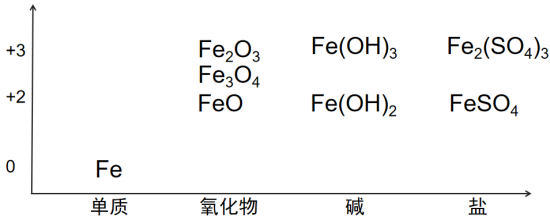 +3 Fe₂O₃ Fe(OH)₃ Fe₂(SO₄)₃
Fe₃O₄
+2 FeO Fe(OH)₂ FeSO₄
0 Fe
单质 氧化物 碱 盐